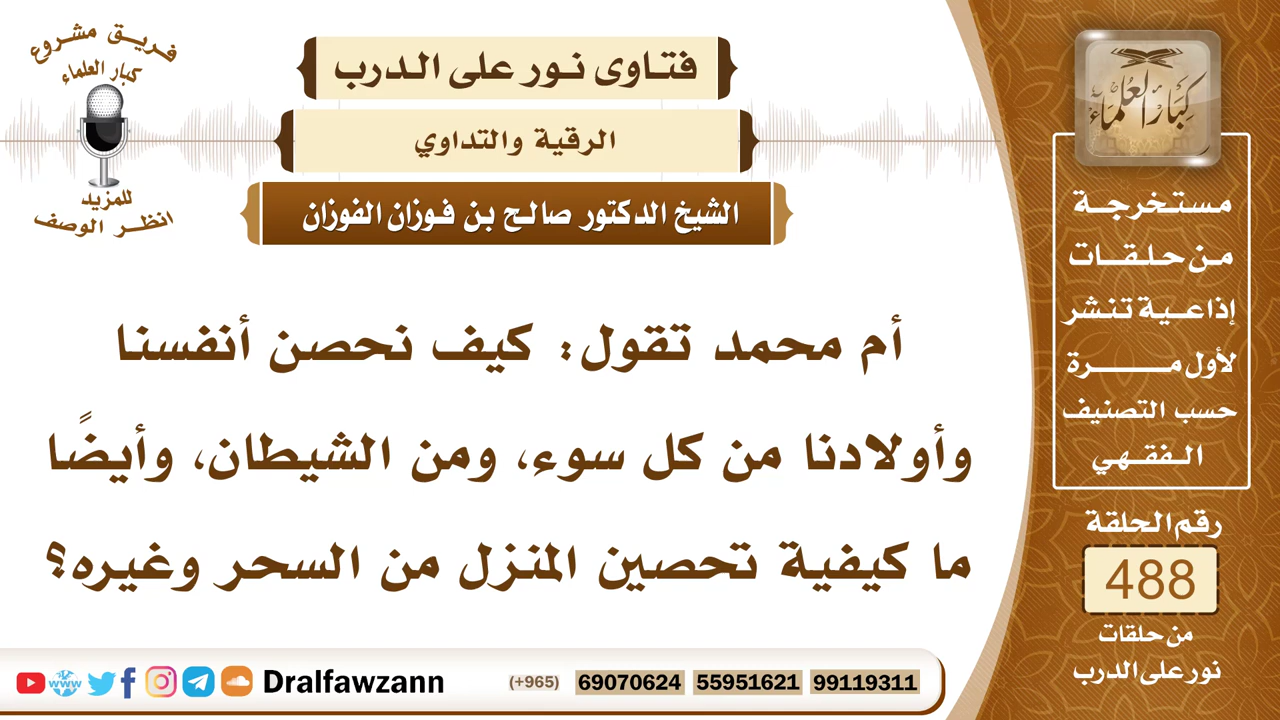 فريق مشروع
كبار العلماء
للمزيد
انظر الوصف
فتاوى نور على الدرب
الرقية والتداوي
الشيخ الدكتور صالح بن فوزان الفوزان
أم محمد تقول: كيف نحصن أنفسنا
وأولادنا من كل سوء، ومن الشيطان، وأيضًا
ما كيفية تحصين المنزل من السحر وغيره؟
كبار العلماء
مستخرجة
من حلقات
إذاعية تنشر
لأول مرة
حسب التصنيف
الفقهي
رقم الحلقة
488
من حلقات
نور على الدرب
www
Dralfawzann (+965) 69070624 55951621 99119311